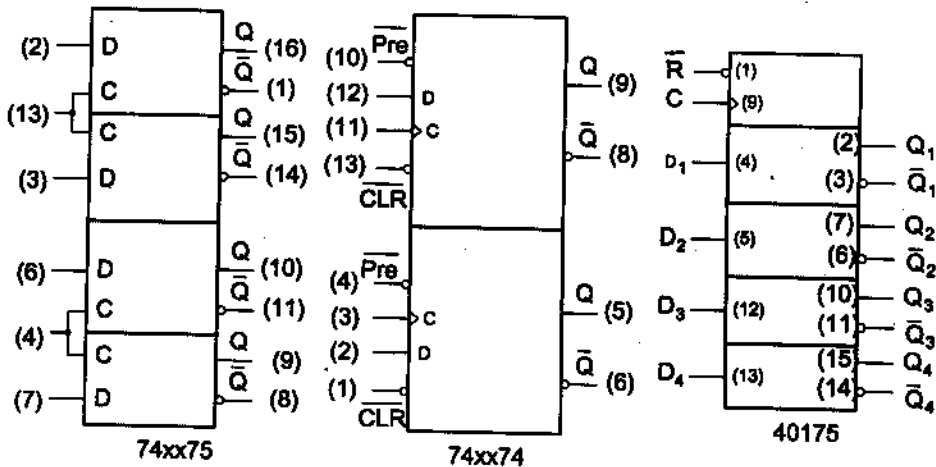 (2) D Q (16)
Q̅ (1)
(13) C
C Q (15)
Q̅ (14)
(3) D
(6) D Q (10)
Q̅ (11)
(4) C
C Q (9)
Q̅ (8)
(7) D
74xx75
P̅r̅e̅
(10) Q (9)
(12) D
(11) C Q̅ (8)
(13)
C̅L̅R̅
P̅r̅e̅
(4) Q (5)
(3) C
(2) D Q̅ (6)
(1)
C̅L̅R̅
74xx74
R̅ (1)
C (9)
(2) Q₁
D₁ (4)
(3) Q̅₁
(7) Q₂
D₂ (5)
(6) Q̅₂
(10) Q₃
D₃ (12)
(11) Q̅₃
(15) Q₄
D₄ (13)
(14) Q̅₄
40175